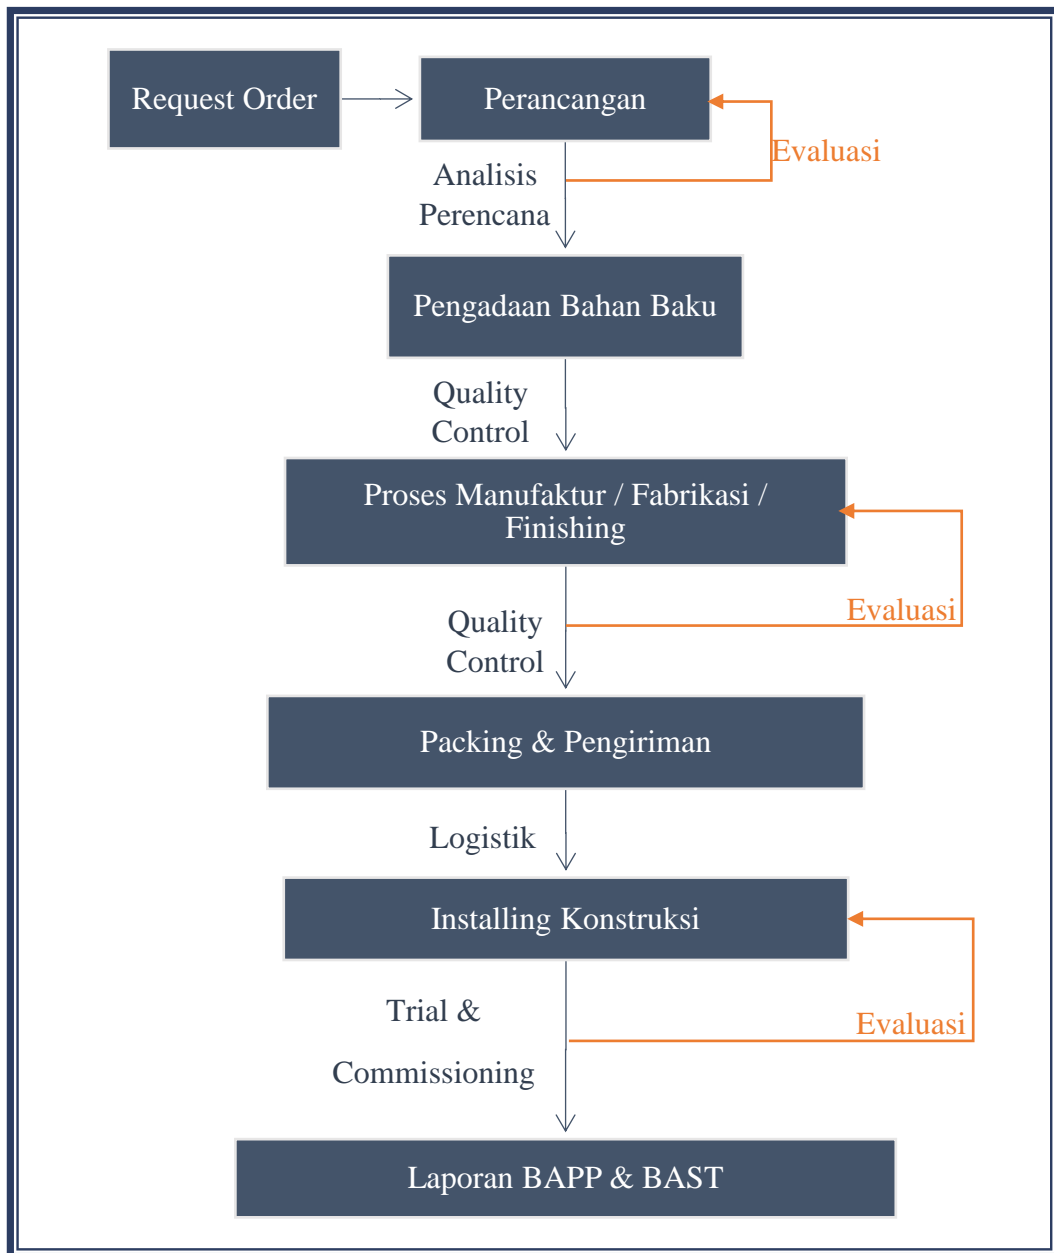 Request Order
Perancangan
Evaluasi
Analisis
Perencana
Pengadaan Bahan Baku
Quality
Control
Proses Manufaktur / Fabrikasi /
Finishing
Evaluasi
Quality
Control
Packing & Pengiriman
Logistik
Installing Konstruksi
Trial &
Evaluasi
Commissioning
Laporan BAPP & BAST